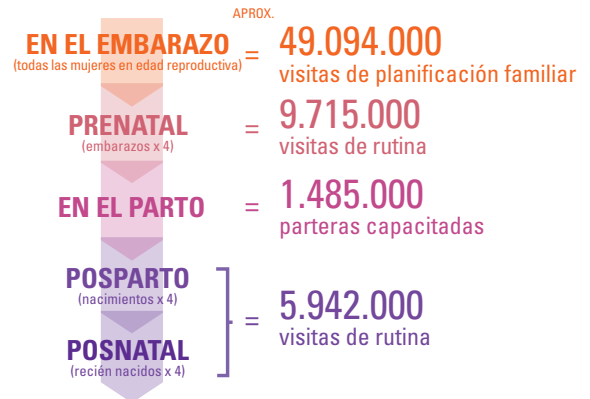 APROX.
EN EL EMBARAZO
(todas las mujeres en edad reproductiva)
=
49.094.000
visitas de planificación familiar
PRENATAL
(embarazos x 4)
=
9.715.000
visitas de rutina
EN EL PARTO
=
1.485.000
parteras capacitadas
POSPARTO
(nacimientos x 4)
POSNATAL
(recién nacidos x 4)
=
5.942.000
visitas de rutina